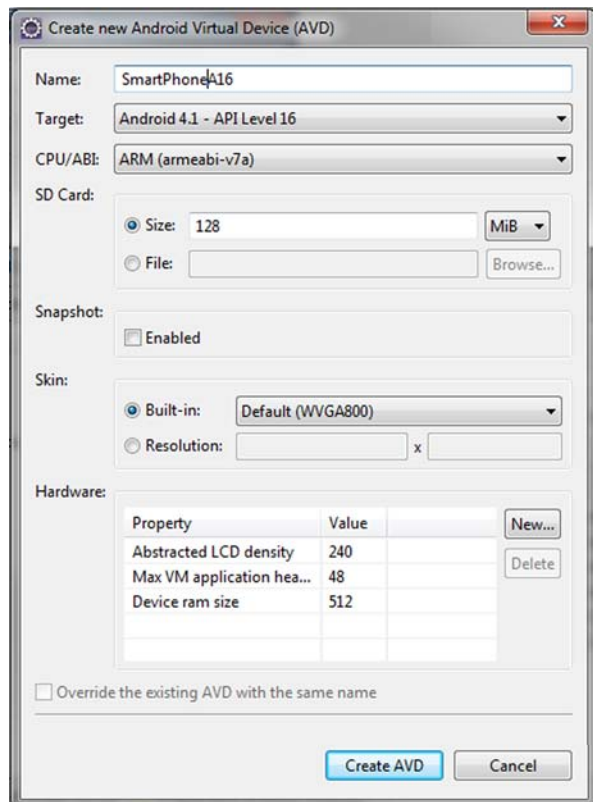 Create new Android Virtual Device (AVD)
Name: SmartPhoneA16
Target: Android 4.1 - API Level 16
CPU/ABI: ARM (armeabi-v7a)
SD Card:
Size: 128 MiB
File: Browse...
Snapshot:
Enabled
Skin:
Built-in: Default (WVGA800)
Resolution: x
Hardware:
Property Value New...
Abstracted LCD density 240
Delete
Max VM application hea... 48
Device ram size 512
Override the existing AVD with the same name
Create AVD Cancel